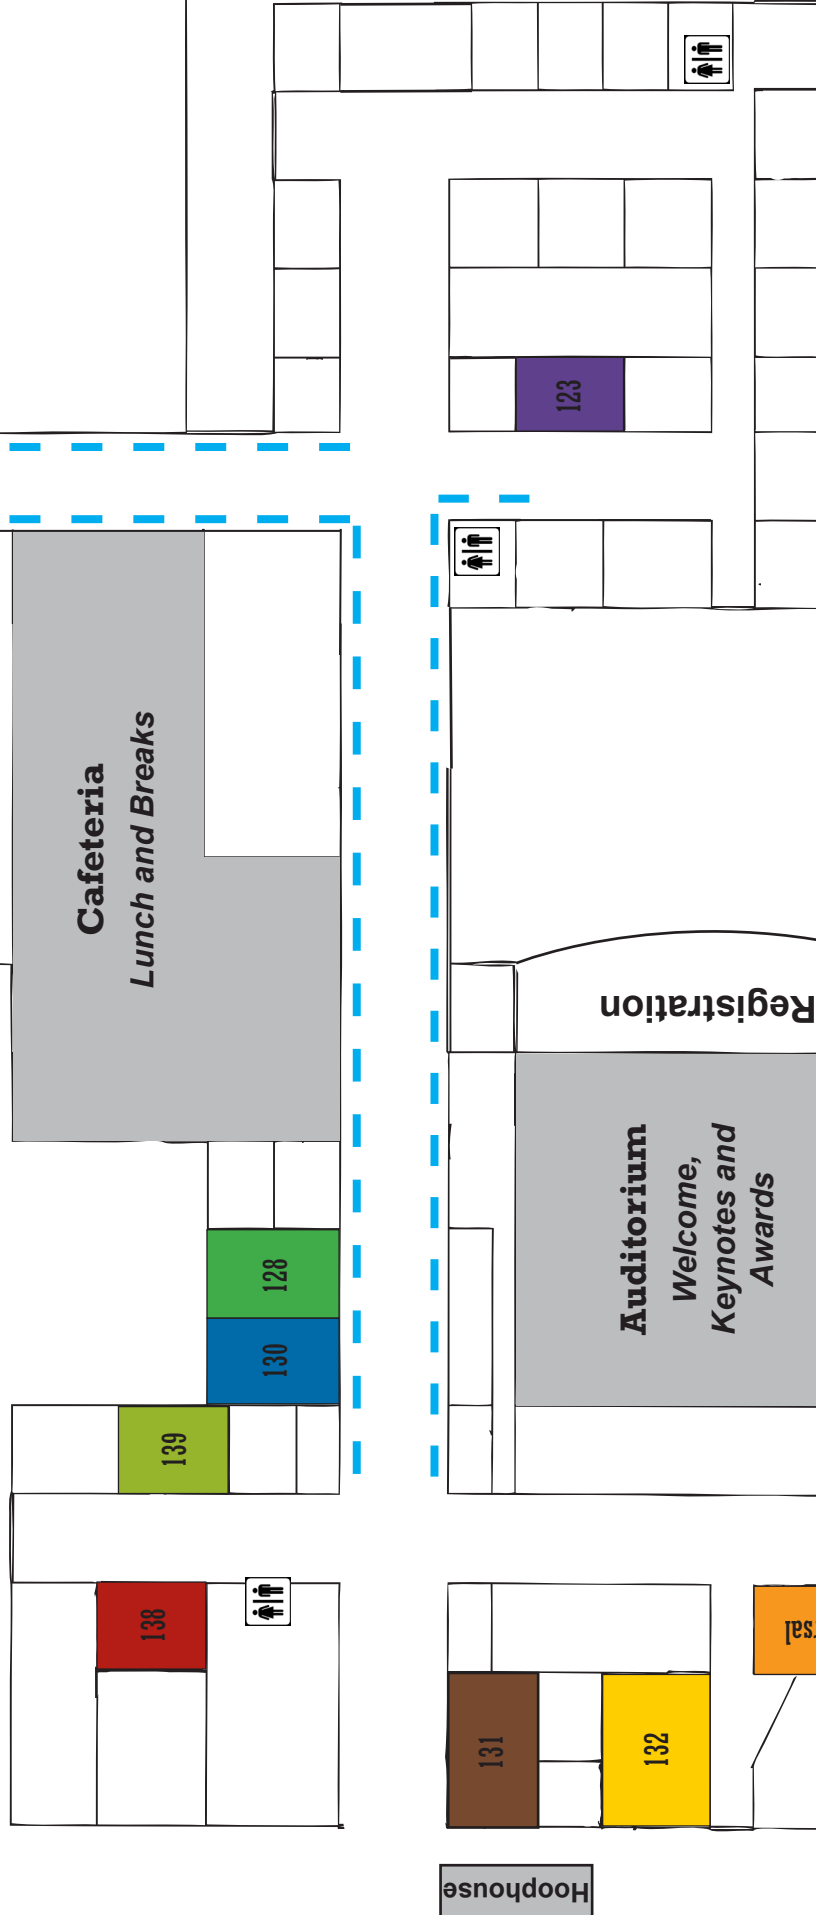 123
Cafeteria
Lunch and Breaks
Registration
Auditorium
Welcome,
Keynotes and
Awards
128
130
139
138
131
132
Hoophouse